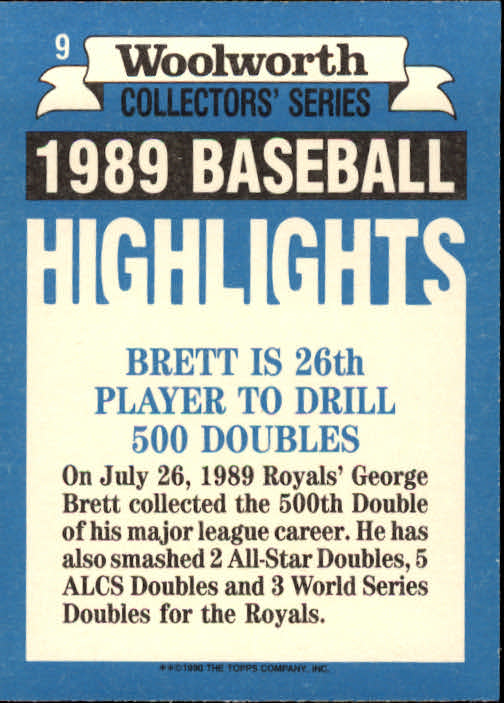 9
Woolworth
COLLECTORS' SERIES
1989 BASEBALL
HIGHLIGHTS
BRETT IS 26th
PLAYER TO DRILL
500 DOUBLES
On July 26, 1989 Royals' George
Brett collected the 500th Double
of his major league career. He has
also smashed 2 All-Star Doubles, 5
ALCS Doubles and 3 World Series
Doubles for the Royals.
**©1990 THE TOPPS COMPANY, INC.